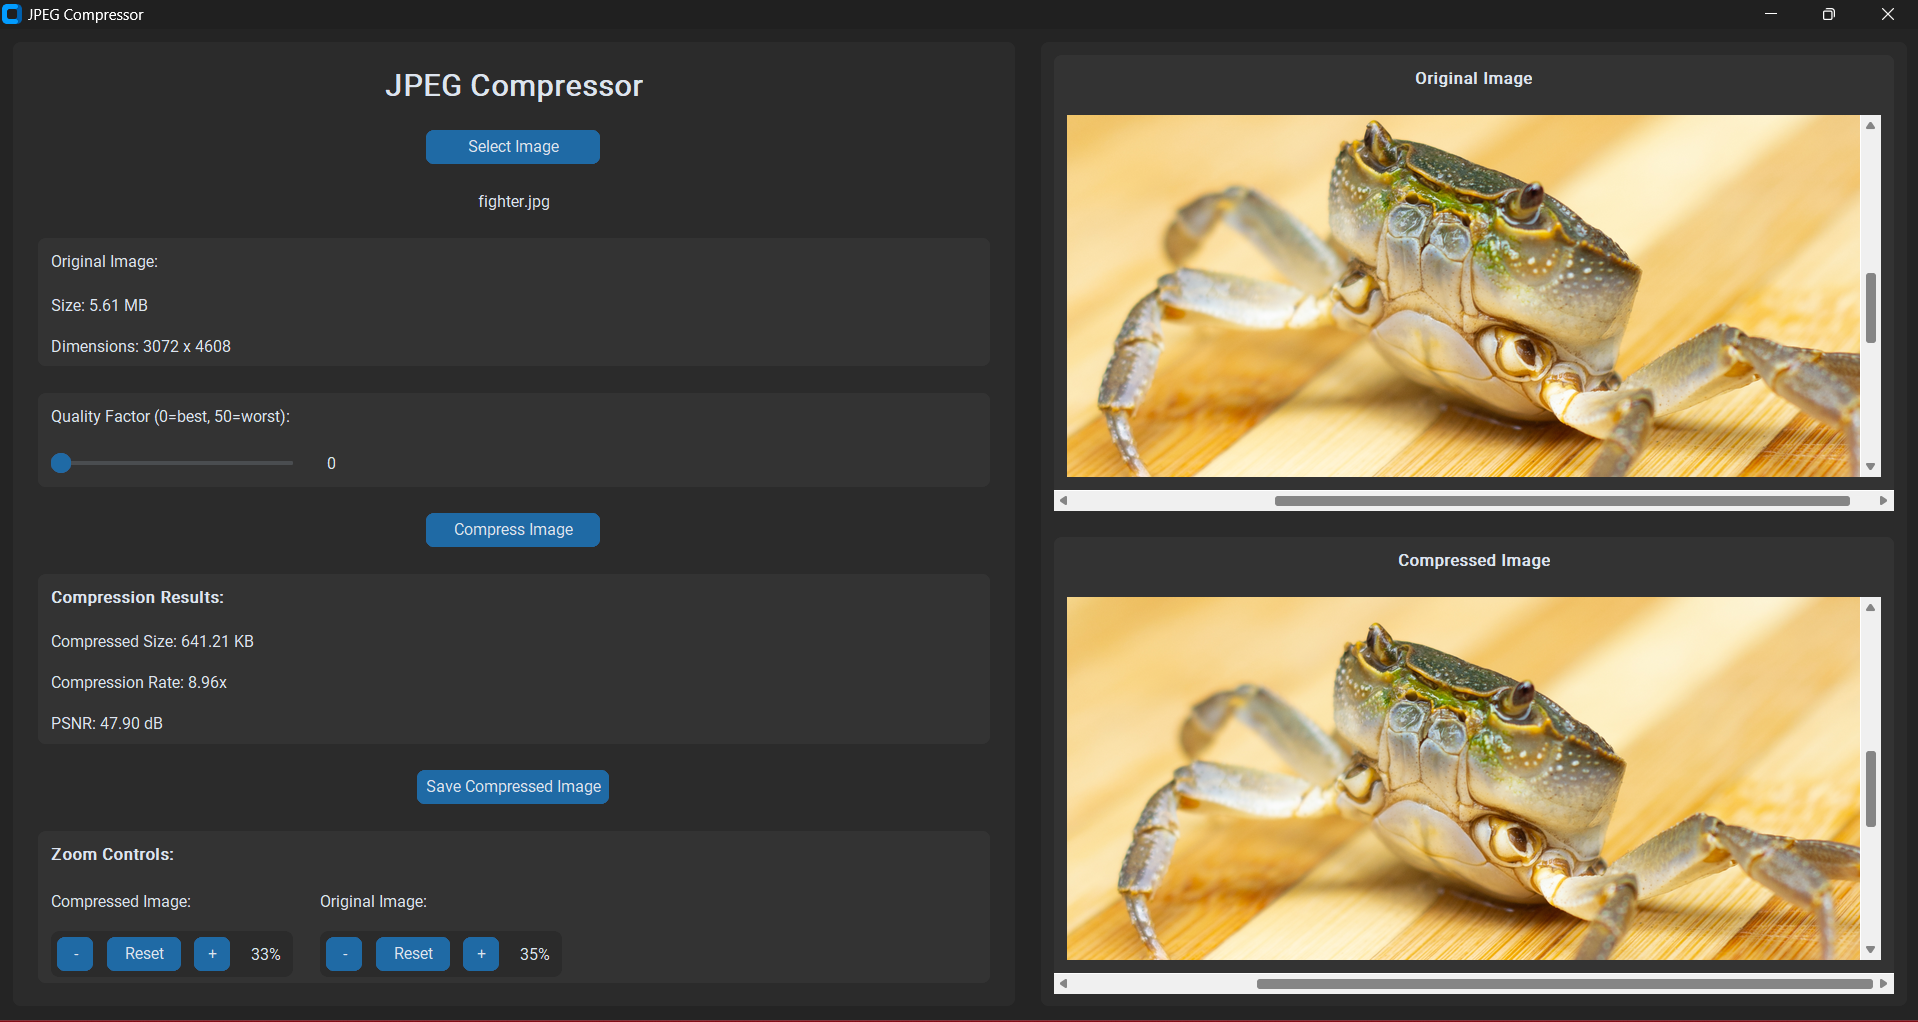 JPEG Compressor
JPEG Compressor
Select Image
fighter.jpg
Original Image:
Size: 5.61 MB
Dimensions: 3072 x 4608
Quality Factor (0=best, 50=worst):
0
Compress Image
Compression Results:
Compressed Size: 641.21 KB
Compression Rate: 8.96x
PSNR: 47.90 dB
Save Compressed Image
Zoom Controls:
Compressed Image: Original Image:
- Reset + 33% - Reset + 35%
Original Image
Compressed Image